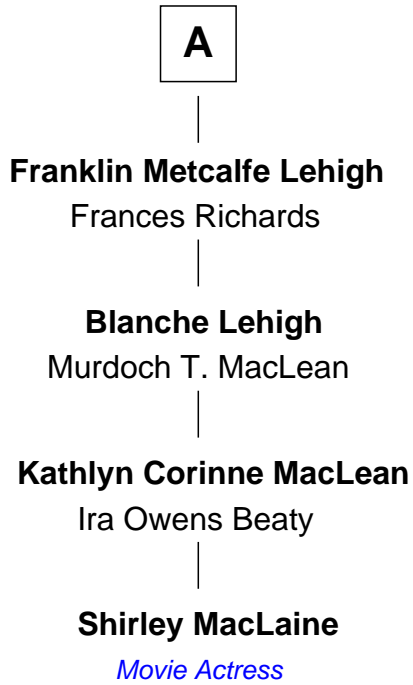 A
Franklin Metcalfe Lehigh
Frances Richards
Blanche Lehigh
Murdoch T. MacLean
Kathlyn Corinne MacLean
Ira Owens Beaty
Shirley MacLaine
Movie Actress